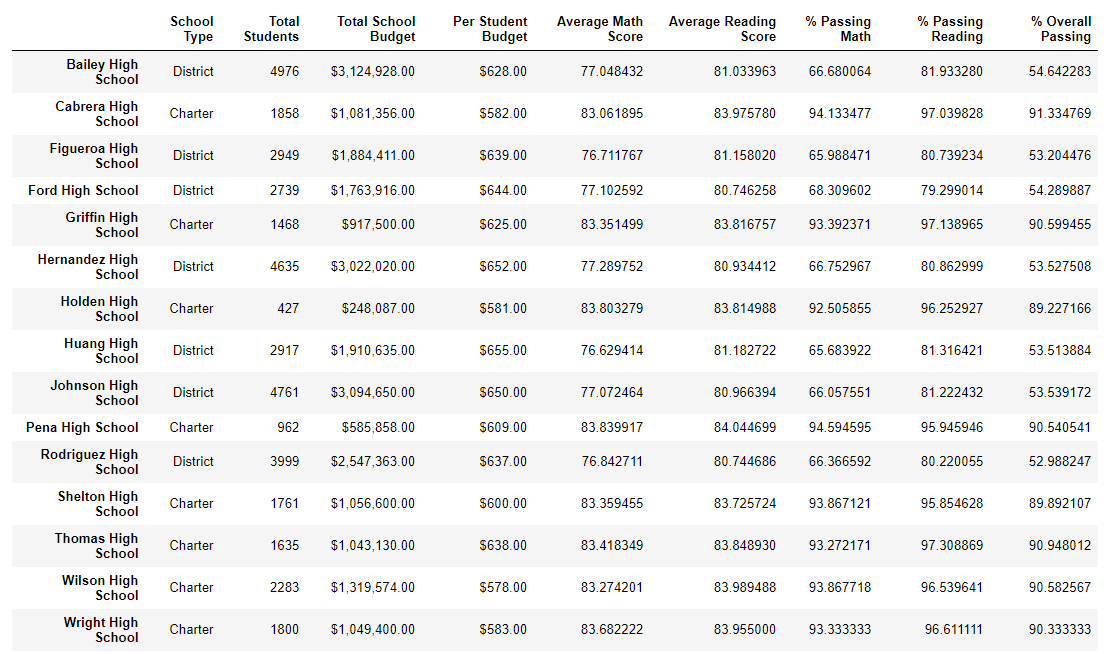 School Type Total Students Total School Budget Per Student Budget Average Math Score Average Reading Score % Passing Math % Passing Reading % Overall Passing
Bailey High School District 4976 $3,124,928.00 $628.00 77.048432 81.033963 66.680064 81.933280 54.642283
Cabrera High School Charter 1858 $1,081,356.00 $582.00 83.061895 83.975780 94.133477 97.039828 91.334769
Figueroa High School District 2949 $1,884,411.00 $639.00 76.711767 81.158020 65.988471 80.739234 53.204476
Ford High School District 2739 $1,763,916.00 $644.00 77.102592 80.746258 68.309602 79.299014 54.289887
Griffin High School Charter 1468 $917,500.00 $625.00 83.351499 83.816757 93.392371 97.138965 90.599455
Hernandez High School District 4635 $3,022,020.00 $652.00 77.289752 80.934412 66.752967 80.862999 53.527508
Holden High School Charter 427 $248,087.00 $581.00 83.803279 83.814988 92.505855 96.252927 89.227166
Huang High School District 2917 $1,910,635.00 $655.00 76.629414 81.182722 65.683922 81.316421 53.513884
Johnson High School District 4761 $3,094,650.00 $650.00 77.072464 80.966394 66.057551 81.222432 53.539172
Pena High School Charter 962 $585,858.00 $609.00 83.839917 84.044699 94.594595 95.945946 90.540541
Rodriguez High School District 3999 $2,547,363.00 $637.00 76.842711 80.744686 66.366592 80.220055 52.988247
Shelton High School Charter 1761 $1,056,600.00 $600.00 83.359455 83.725724 93.867121 95.854628 89.892107
Thomas High School Charter 1635 $1,043,130.00 $638.00 83.418349 83.848930 93.272171 97.308869 90.948012
Wilson High School Charter 2283 $1,319,574.00 $578.00 83.274201 83.989488 93.867718 96.539641 90.582567
Wright High School Charter 1800 $1,049,400.00 $583.00 83.682222 83.955000 93.333333 96.611111 90.333333